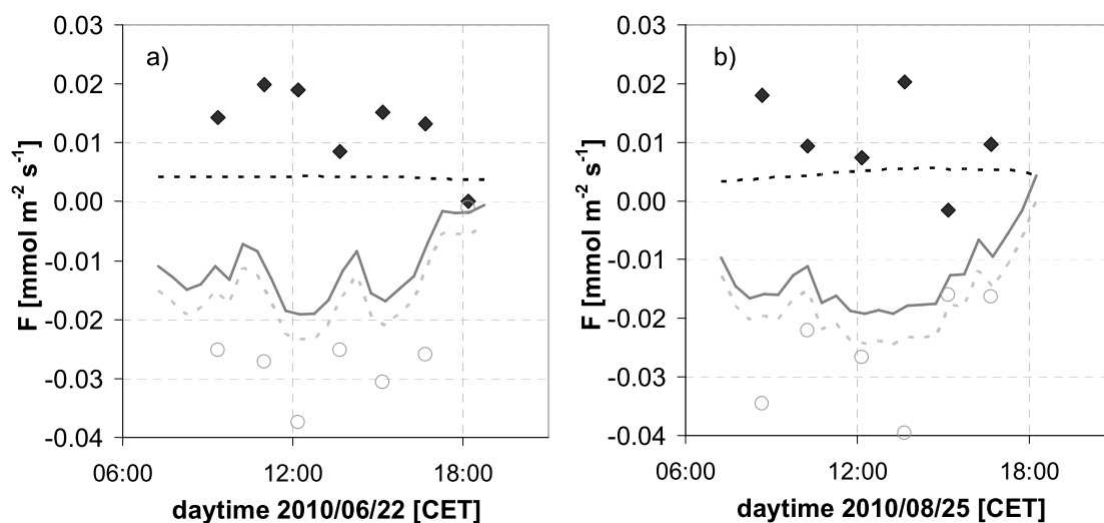 a)
0.03
0.02
0.01
0.00
-0.01
-0.02
-0.03
-0.04
F [mmol m-2 s-1]
06:00 12:00 18:00
daytime 2010/06/22 [CET]
b)
0.03
0.02
0.01
0.00
-0.01
-0.02
-0.03
-0.04
F [mmol m-2 s-1]
06:00 12:00 18:00
daytime 2010/08/25 [CET]